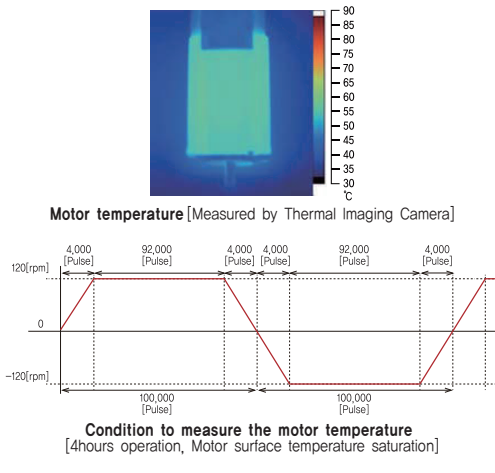 90
85
80
75
70
65
60
55
50
45
40
35
30
℃
Motor temperature [Measured by Thermal Imaging Camera]
4,000 92,000 4,000 4,000 92,000 4,000
[Pulse] [Pulse] [Pulse] [Pulse] [Pulse] [Pulse]
120[rpm]
0
-120[rpm]
100,000 100,000
[Pulse] [Pulse]
Condition to measure the motor temperature
[4hours operation, Motor surface temperature saturation]